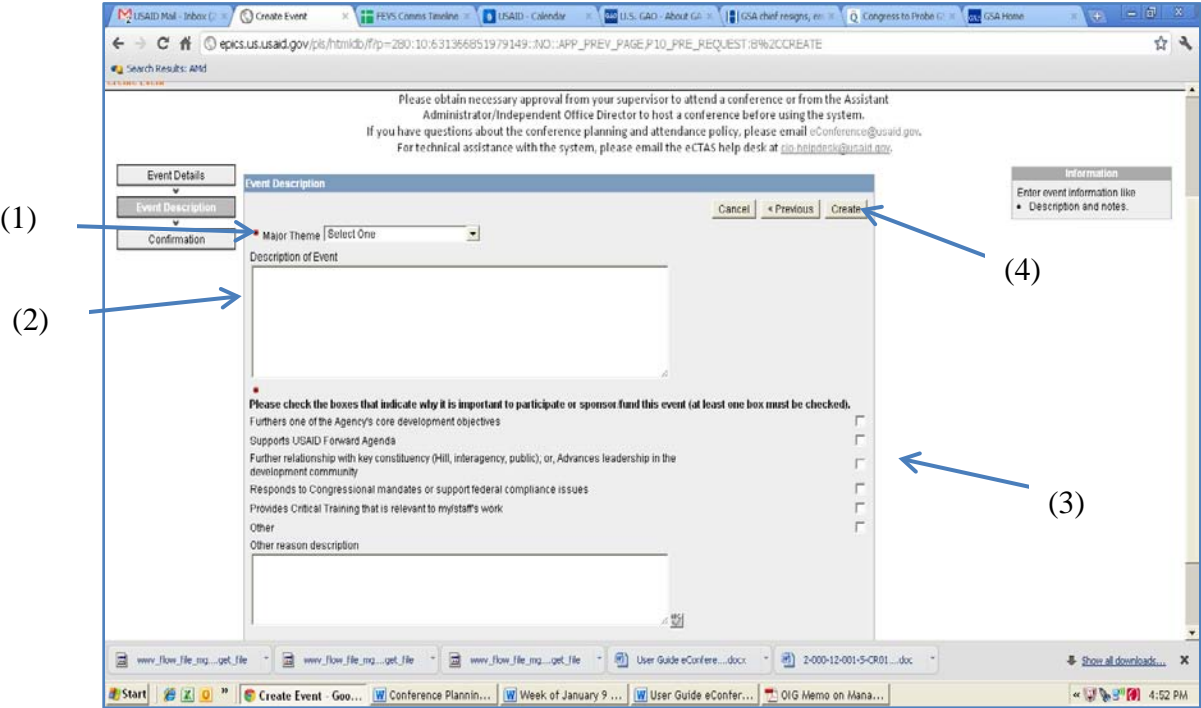 USAID Mail - Inbox (2
Create Event
FEVS Comms Timeline
USAID - Calendar
U.S. GAO - About GA
GSA chief resigns, ex
Congress to Probe G
GSA Home
epics.us.usaid.gov/pls/htmldb/f?p=280:10:631366851979149::NO::APP_PREV_PAGE,P10_PRE_REQUEST:8%2CCREATE
Search Results: AMd
Please obtain necessary approval from your supervisor to attend a conference or from the Assistant
Administrator/Independent Office Director to host a conference before using the system.
If you have questions about the conference planning and attendance policy, please email eConference@usaid.gov.
For technical assistance with the system, please email the eCTAS help desk at cio-helpdesk@usaid.gov.
Event Details
Event Description
Confirmation
Event Description
Cancel
< Previous
Create
Information
Enter event information like
• Description and notes.
(1)
* Major Theme Select One
Description of Event
(2)
(4)
*
Please check the boxes that indicate why it is important to participate or sponsor/fund this event (at least one box must be checked).
Furthers one of the Agency's core development objectives
Supports USAID Forward Agenda
Further relationship with key constituency (Hill, interagency, public), or, Advances leadership in the
development community
Responds to Congressional mandates or support federal compliance issues
Provides Critical Training that is relevant to my/staff's work
Other
(3)
Other reason description
wwv_flow_file_mg....get_file
wwv_flow_file_mg....get_file
wwv_flow_file_mg....get_file
User Guide eConfere....docx
2-000-12-001-S-CR01....doc
Show all downloads...
Start
Create Event - Goo...
Conference Plannin...
Week of January 9 ...
User Guide eConfer...
OIG Memo on Mana...
4:52 PM